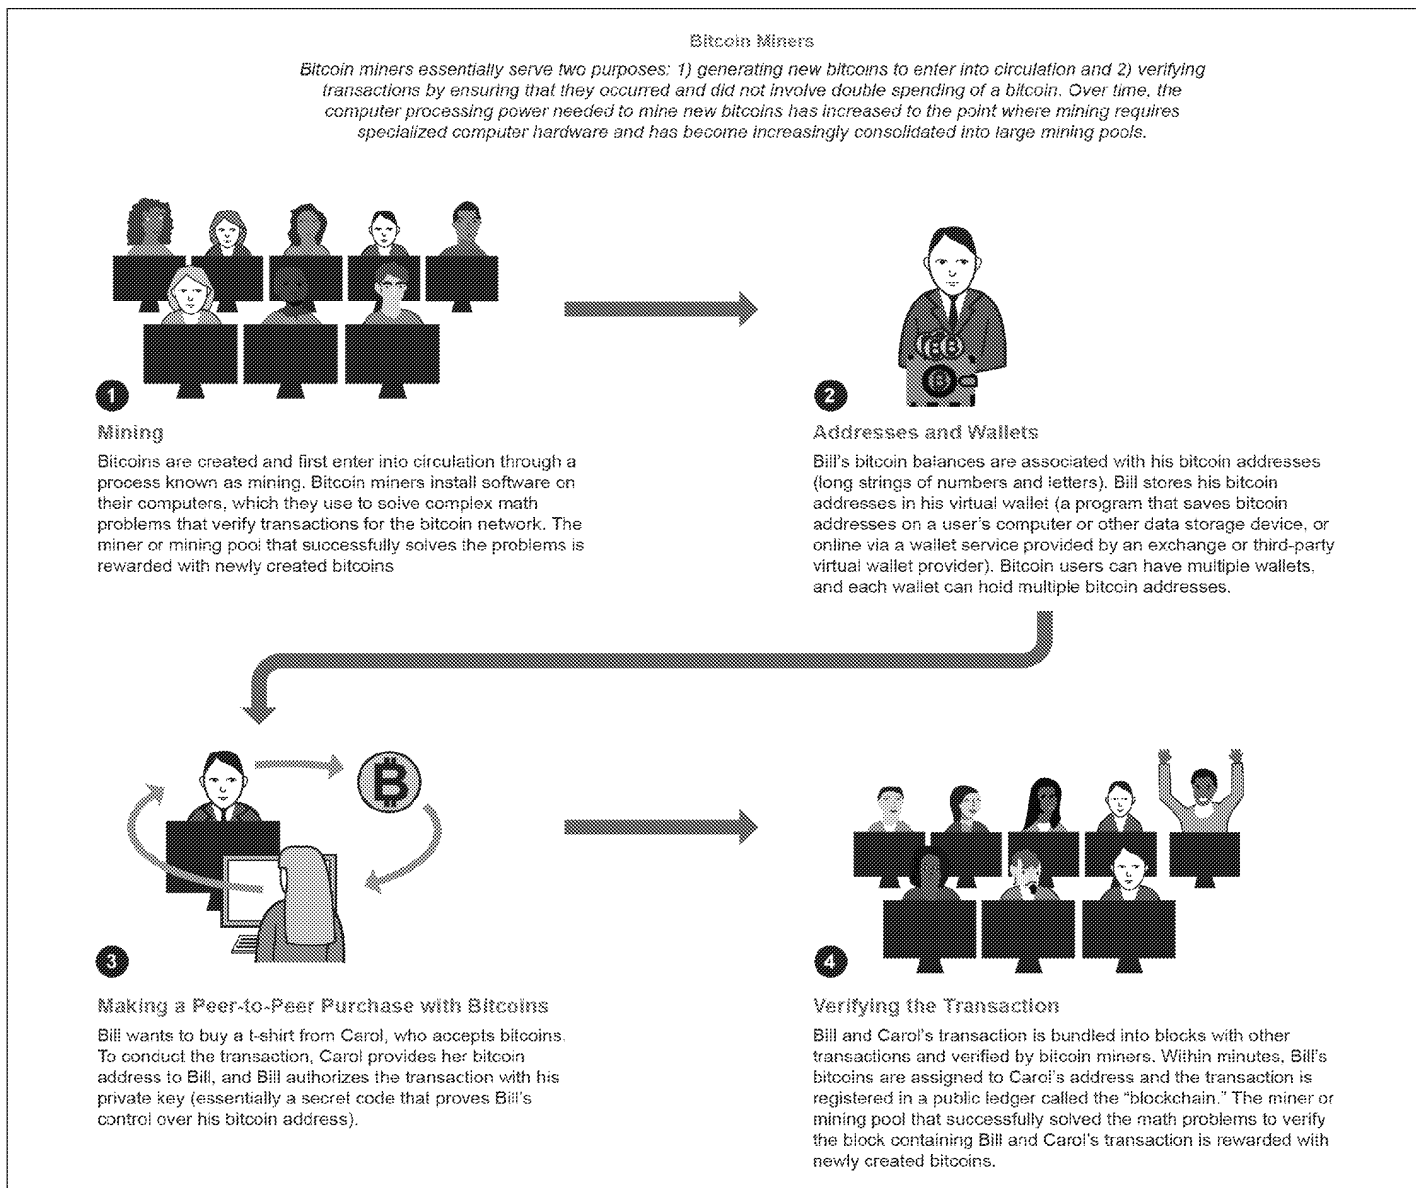 Bitcoin Miners
Bitcoin miners essentially serve two purposes: 1) generating new bitcoins to enter into circulation and 2) verifying
transactions by ensuring that they occurred and did not involve double spending of a bitcoin. Over time, the
computer processing power needed to mine new bitcoins has increased to the point where mining requires
specialized computer hardware and has become increasingly consolidated into large mining pools.
1
Mining
Bitcoins are created and first enter into circulation through a
process known as mining. Bitcoin miners install software on
their computers, which they use to solve complex math
problems that verify transactions for the bitcoin network. The
miner or mining pool that successfully solves the problems is
rewarded with newly created bitcoins
2
Addresses and Wallets
Bill's bitcoin balances are associated with his bitcoin addresses
(long strings of numbers and letters). Bill stores his bitcoin
addresses in his virtual wallet (a program that saves bitcoin
addresses on a user's computer or other data storage device, or
online via a wallet service provided by an exchange or third-party
virtual wallet provider). Bitcoin users can have multiple wallets,
and each wallet can hold multiple bitcoin addresses.
3
Making a Peer-to-Peer Purchase with Bitcoins
Bill wants to buy a t-shirt from Carol, who accepts bitcoins.
To conduct the transaction, Carol provides her bitcoin
address to Bill, and Bill authorizes the transaction with his
private key (essentially a secret code that proves Bill's
control over his bitcoin address).
4
Verifying the Transaction
Bill and Carol's transaction is bundled into blocks with other
transactions and verified by bitcoin miners. Within minutes, Bill's
bitcoins are assigned to Carol's address and the transaction is
registered in a public ledger called the "blockchain." The miner or
mining pool that successfully solved the math problems to verify
the block containing Bill and Carol's transaction is rewarded with
newly created bitcoins.